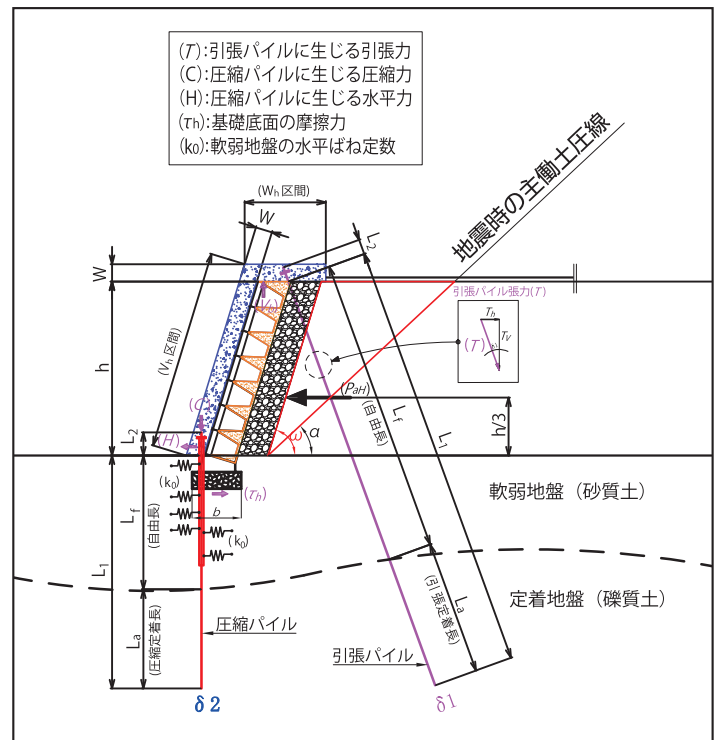 (T):引張パイルに生じる引張力
(C):圧縮パイルに生じる圧縮力
(H):圧縮パイルに生じる水平力
(τh):基礎底面の摩擦力
(k0):軟弱地盤の水平ばね定数
地震時の主働土圧線
(Wh区間)
W
L2
W
引張パイル張力(T)
Th
Tv
(T)
(Vh区間)
h
(PaH)
(自由長)
Lf
L1
h/3
(C)
L2
(H)
ω
α
(k0)
(τh)
b
(k0)
軟弱地盤(砂質土)
Lf
(自由長)
L1
La
(引張定着長)
定着地盤(礫質土)
La
(圧縮定着長)
圧縮パイル
引張パイル
δ2
δ1